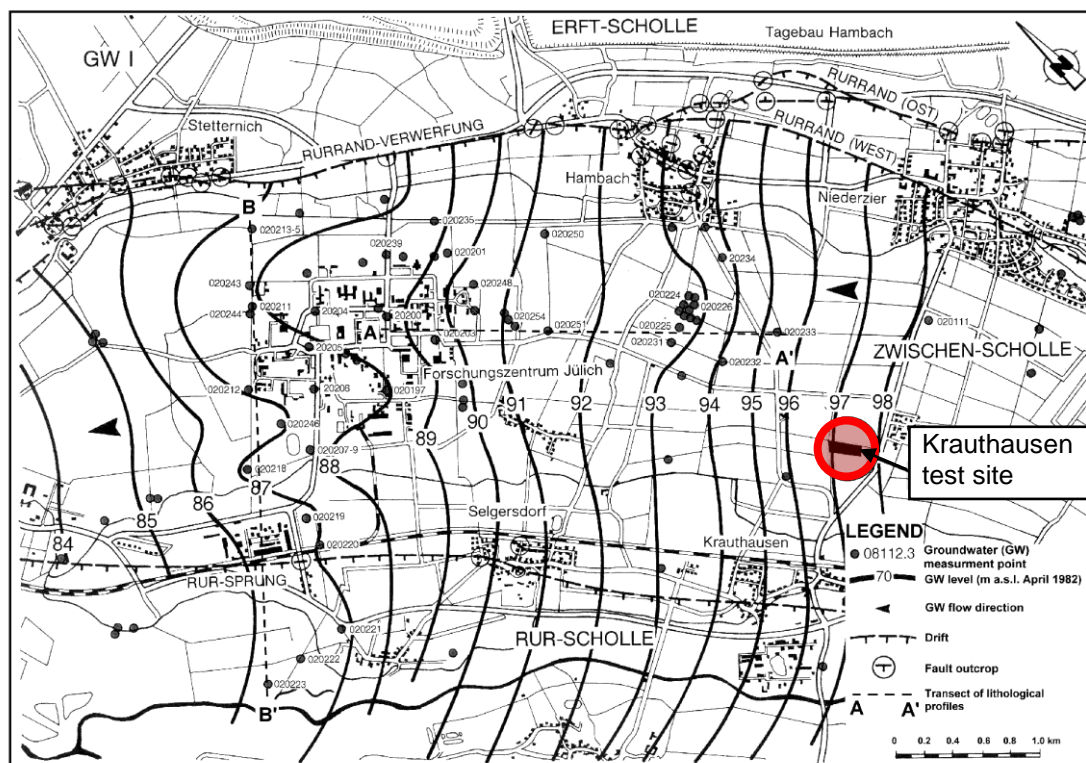 ERFT-SCHOLLE
Tagebau Hambach
GW I
N
Stetternich
RURRAND-VERWERFUNG
RURRAND (OST)
RURRAND (WEST)
Hambach
Niederzier
B
020213-5
020235
020239
020201
020250
20234
020243
020211
020244
20204
20200
020248
020254
020203
020251
020224
020226
020225
020231
020233
020111
A
A'
20205
020232
ZWISCHEN-SCHOLLE
Forschungszentrum Jülich
020212
20208
020197
91
92
93
94
95
96
97
98
90
89
020246
020207-9
88
020218
87
86
85
84
Krauthausen
test site
020219
Selgersdorf
020220
Krauthausen
RUR-SPRUNG
020221
RUR-SCHOLLE
020222
020223
B'
LEGEND
08112.3 Groundwater (GW)
measurment point
70 GW level (m a.s.l. April 1982)
GW flow direction
Drift
Fault outcrop
Transect of lithological
profiles
A A'
0 0.2 0.4 0.6 0.8 1.0 km